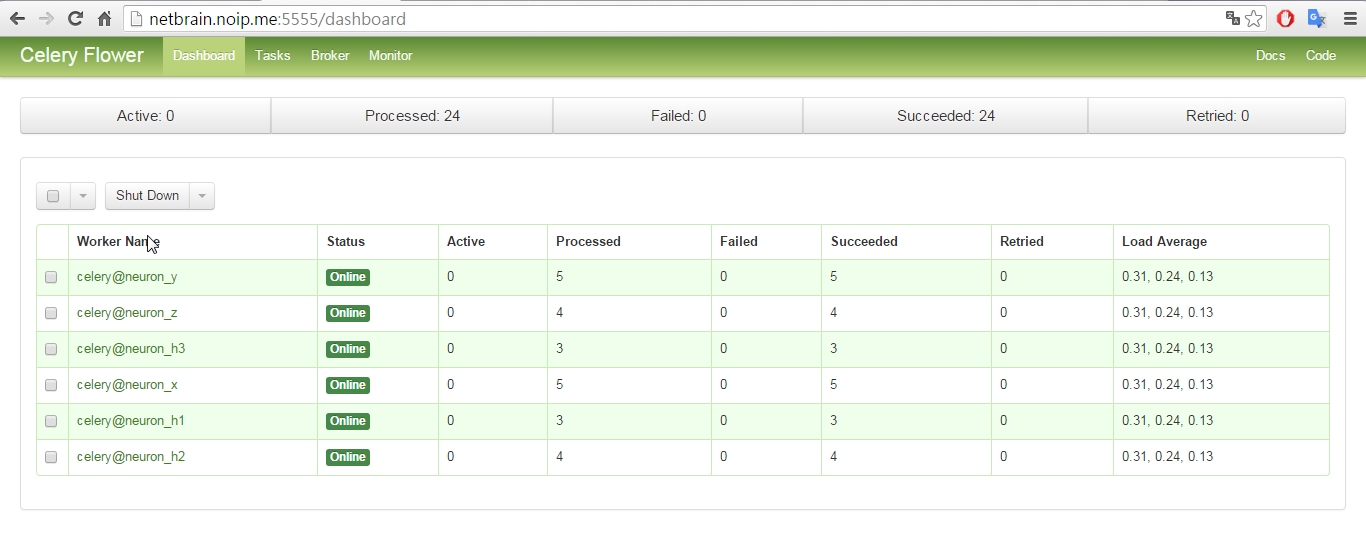 netbrain.noip.me:5555/dashboard
Celery Flower Dashboard Tasks Broker Monitor Docs Code
Active: 0 Processed: 24 Failed: 0 Succeeded: 24 Retried: 0
Shut Down
Worker Name Status Active Processed Failed Succeeded Retried Load Average
celery@neuron_y Online 0 5 0 5 0 0.31, 0.24, 0.13
celery@neuron_z Online 0 4 0 4 0 0.31, 0.24, 0.13
celery@neuron_h3 Online 0 3 0 3 0 0.31, 0.24, 0.13
celery@neuron_x Online 0 5 0 5 0 0.31, 0.24, 0.13
celery@neuron_h1 Online 0 3 0 3 0 0.31, 0.24, 0.13
celery@neuron_h2 Online 0 4 0 4 0 0.31, 0.24, 0.13